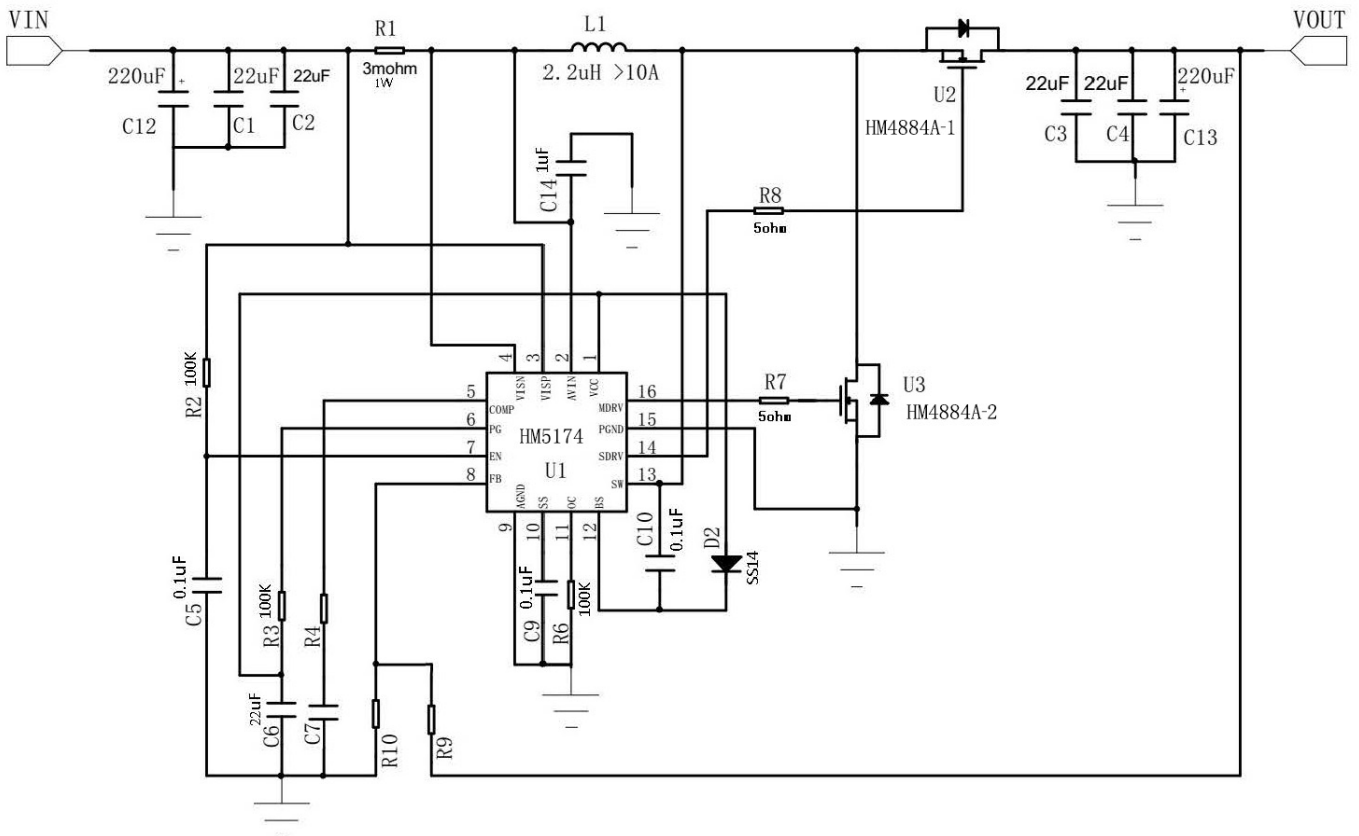 VIN
R1
L1
VOUT
220uF
+
22uF
22uF
3mohm
1W
2.2uH >10A
C12
C1
C2
U2
HM4884A-1
22uF
22uF
220uF
+
C3
C4
C13
1uF
C14
R8
5ohm
100K
R2
4
3
2
1
VISN
VISP
AVIN
VCC
5
COMP
6
PG
7
EN
8
FB
HM5174
U1
MDRV
16
PGND
15
SDRV
14
SW
13
R7
5ohm
U3
HM4884A-2
AGND
SS
OC
BS
9
10
11
12
C10
0.1uF
D2
SS14
0.1uF
C5
100K
R3
R4
0.1uF
C9
R6
100K
22uF
C6
C7
R10
R9